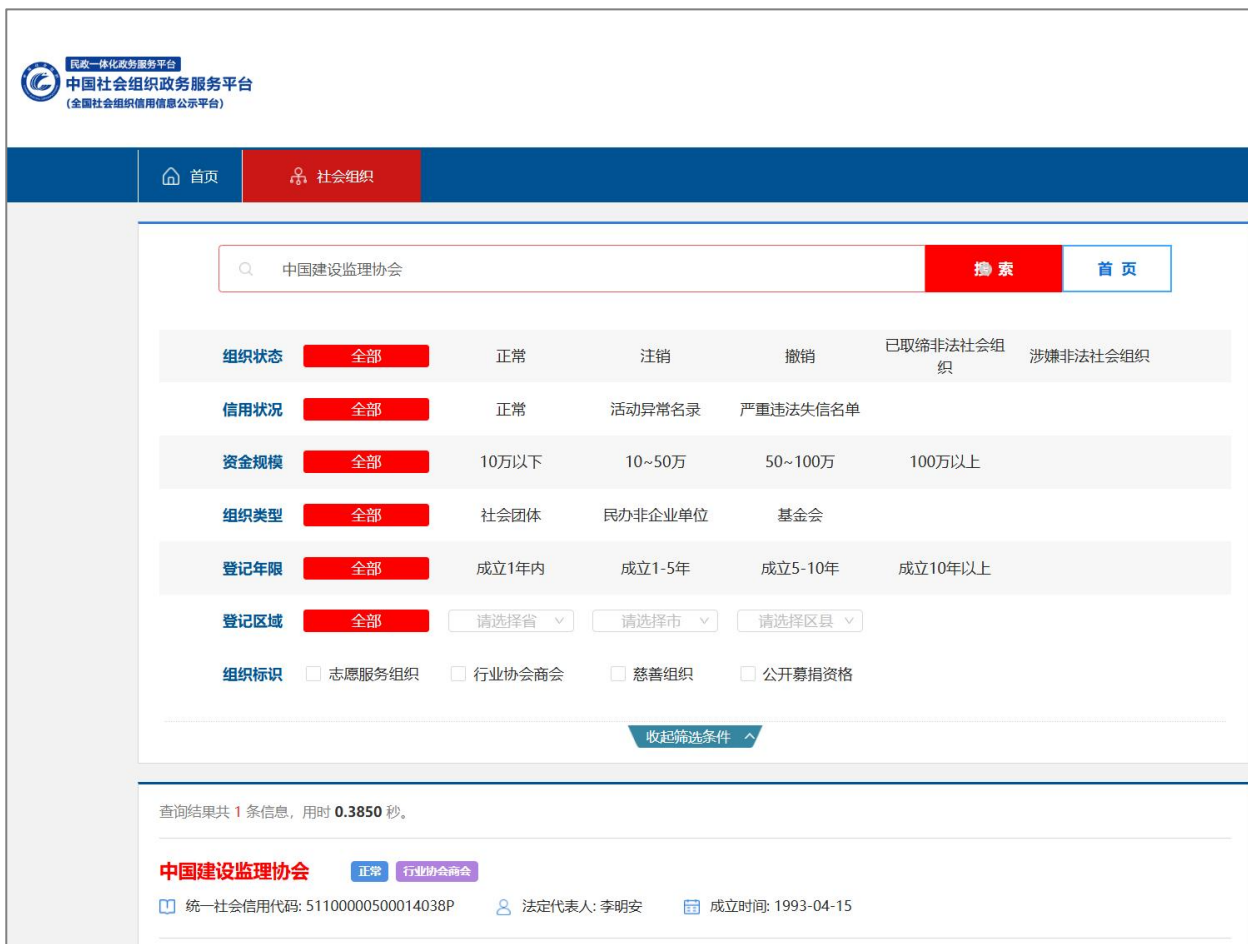 民政一体化政务服务平台
中国社会组织政务服务平台
(全国社会组织信用信息公示平台)
首页 社会组织
中国建设监理协会 搜索 首页
组织状态 全部 正常 注销 撤销 已取缔非法社会组织 涉嫌非法社会组织
信用状况 全部 正常 活动异常名录 严重违法失信名单
资金规模 全部 10万以下 10~50万 50~100万 100万以上
组织类型 全部 社会团体 民办非企业单位 基金会
登记年限 全部 成立1年内 成立1-5年 成立5-10年 成立10年以上
登记区域 全部 请选择省 请选择市 请选择区县
组织标识 志愿服务组织 行业协会商会 慈善组织 公开募捐资格
收起筛选条件
查询结果共 1 条信息，用时 0.3850 秒。
中国建设监理协会 正常 行业协会商会
统一社会信用代码: 51100000500014038P 法定代表人: 李明安 成立时间: 1993-04-15